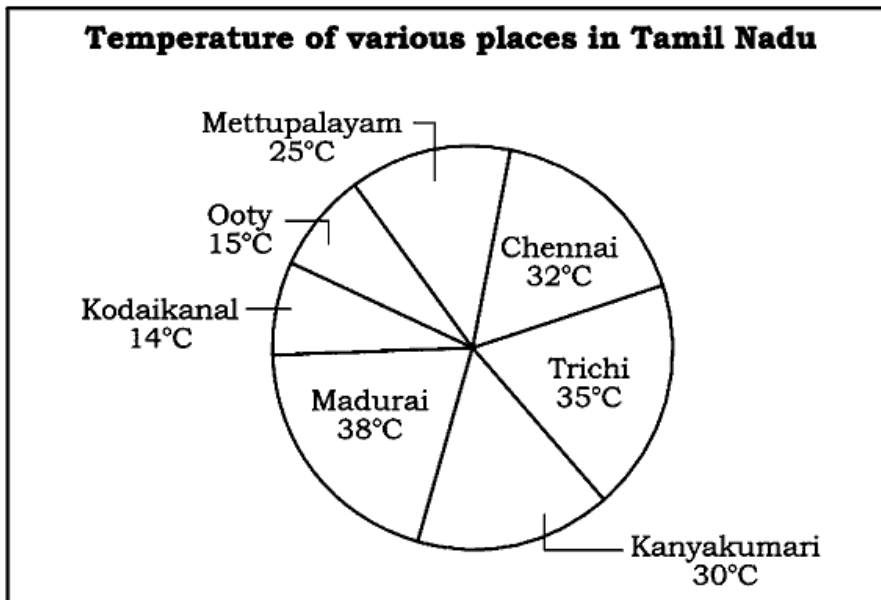 Temperature of various places in Tamil Nadu
Mettupalayam
25°C
Ooty
15°C
Chennai
32°C
Kodaikanal
14°C
Trichi
35°C
Madurai
38°C
Kanyakumari
30°C